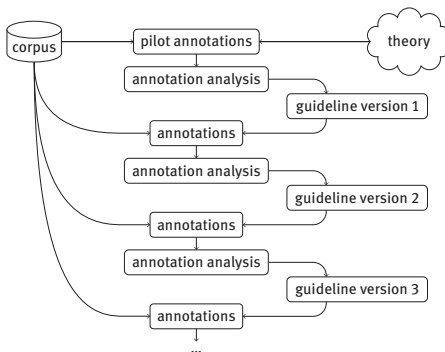 corpus
pilot annotations
theory
annotation analysis
guideline version 1
annotations
annotation analysis
guideline version 2
annotations
annotation analysis
guideline version 3
annotations
...